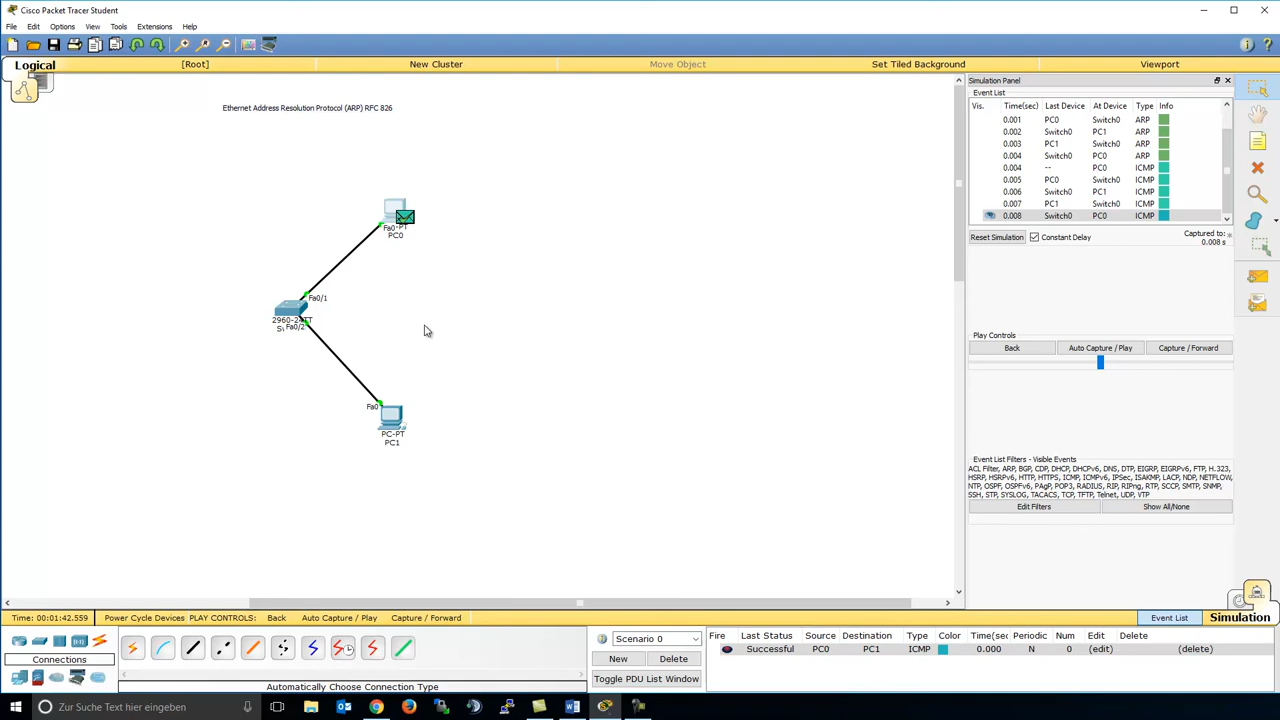 Cisco Packet Tracer Student
File Edit Options View Tools Extensions Help
Logical [Root] New Cluster Move Object Set Tiled Background Viewport
Ethernet Address Resolution Protocol (ARP) RFC 826
Fa0
-PT
PC0
Fa0/1
2960-24TT
Fa0/2
Fa0
PC-PT
PC1
Simulation Panel
Event List
Vis. Time(sec) Last Device At Device Type Info
0.001 PC0 Switch0 ARP
0.002 Switch0 PC1 ARP
0.003 PC1 Switch0 ARP
0.004 Switch0 PC0 ARP
0.004 -- PC0 ICMP
0.005 PC0 Switch0 ICMP
0.006 Switch0 PC1 ICMP
0.007 PC1 Switch0 ICMP
0.008 Switch0 PC0 ICMP
Reset Simulation Constant Delay Captured to: *
0.008 s
Play Controls
Back Auto Capture / Play Capture / Forward
Event List Filters - Visible Events
ACL Filter, ARP, BGP, CDP, DHCP, DHCPv6, DNS, DTP, EIGRP, EIGRPv6, FTP, H.323,
HSRP, HSRPv6, HTTP, HTTPS, ICMP, ICMPv6, IPSec, ISAKMP, LACP, NDP, NETFLOW,
NTP, OSPF, OSPFv6, PAgP, POP3, RADIUS, RIP, RIPng, RTP, SCCP, SMTP, SNMP,
SSH, STP, SYSLOG, TACACS, TCP, TFTP, Telnet, UDP, VTP
Edit Filters Show All/None
Time: 00:01:42.559 Power Cycle Devices PLAY CONTROLS: Back Auto Capture / Play Capture / Forward Event List Simulation
Connections
Automatically Choose Connection Type
Scenario 0
New Delete
Toggle PDU List Window
Fire Last Status Source Destination Type Color Time(sec Periodic Num Edit Delete
Successful PC0 PC1 ICMP 0.000 N 0 (edit) (delete)
Zur Suche Text hier eingeben